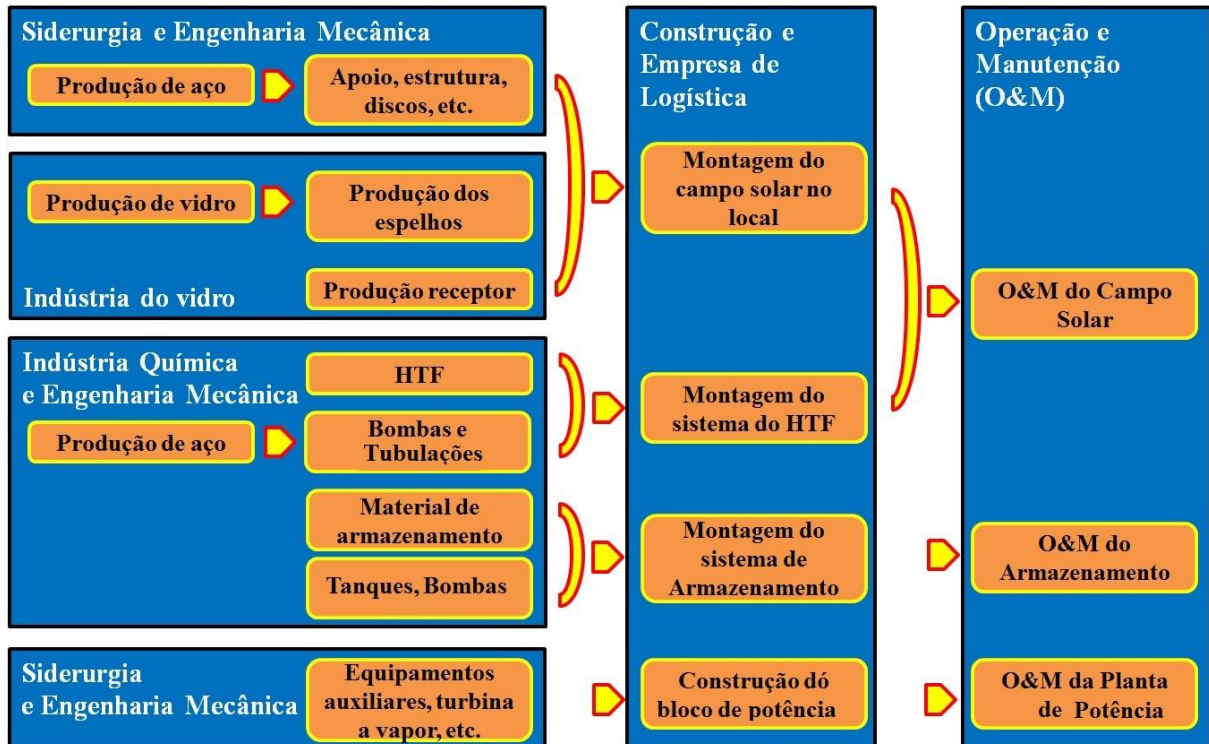 Siderurgia e Engenharia Mecânica
Produção de aço
Apoio, estrutura,
discos, etc.
Produção de vidro
Produção dos
espelhos
Produção receptor
Indústria do vidro
Indústria Química
e Engenharia Mecânica
HTF
Produção de aço
Bombas e
Tubulações
Material de
armazenamento
Tanques, Bombas
Siderurgia
e Engenharia Mecânica
Equipamentos
auxiliares, turbina
a vapor, etc.
Construção e
Empresa de
Logística
Montagem do
campo solar no
local
Montagem do
sistema do HTF
Montagem do
sistema de
Armazenamento
Construção dó
bloco de potência
Operação e
Manutenção
(O&M)
O&M do Campo
Solar
O&M do
Armazenamento
O&M da Planta
de Potência